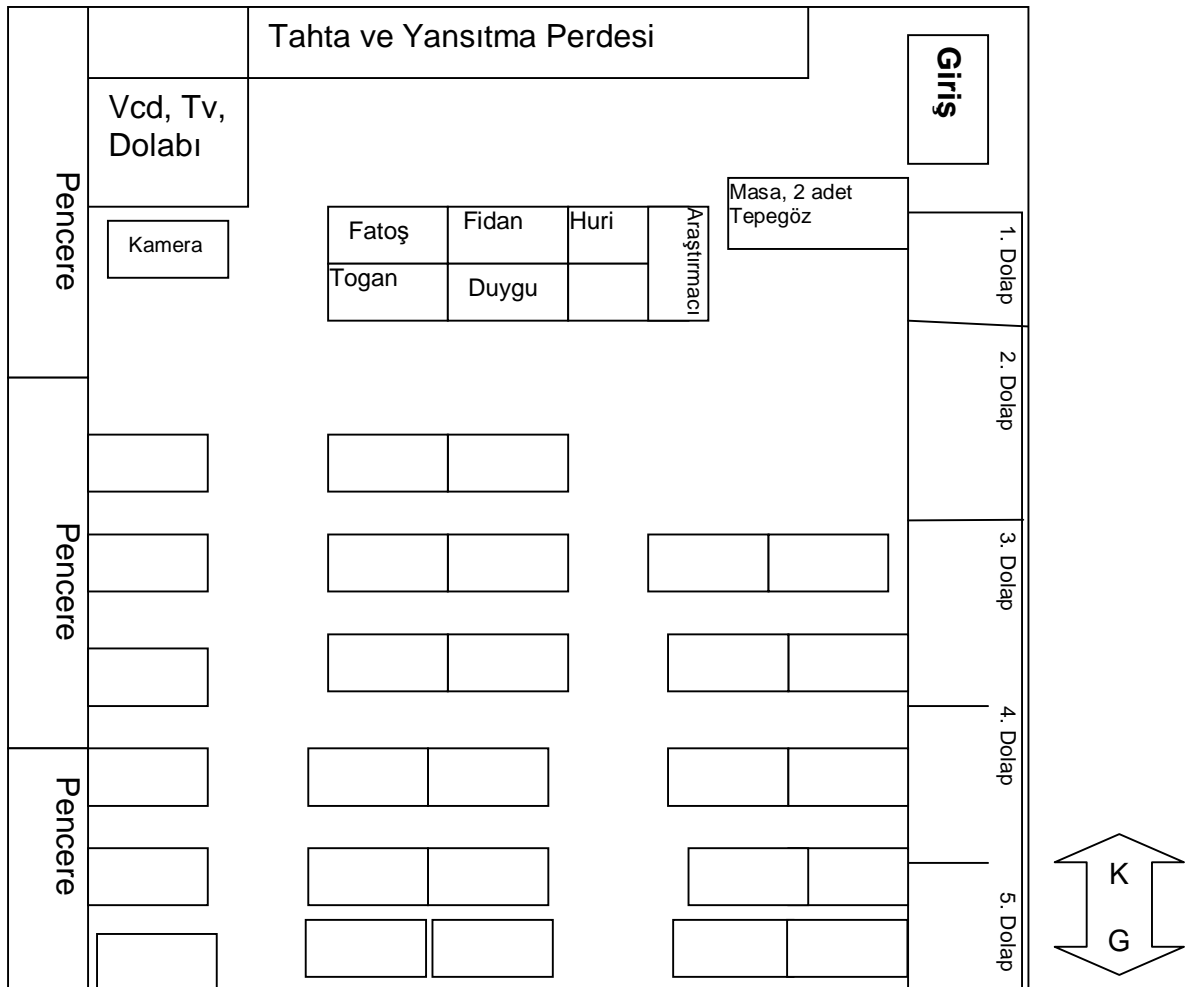 Tahta ve Yansıtma Perdesi
Giriş
Vcd, Tv,
Dolabı
Pencere
Masa, 2 adet
Tepegöz
Kamera
Fatoş
Fidan
Huri
Araştırmacı
Togan
Duygu
1. Dolap
2. Dolap
Pencere
3. Dolap
4. Dolap
Pencere
5. Dolap
K
G